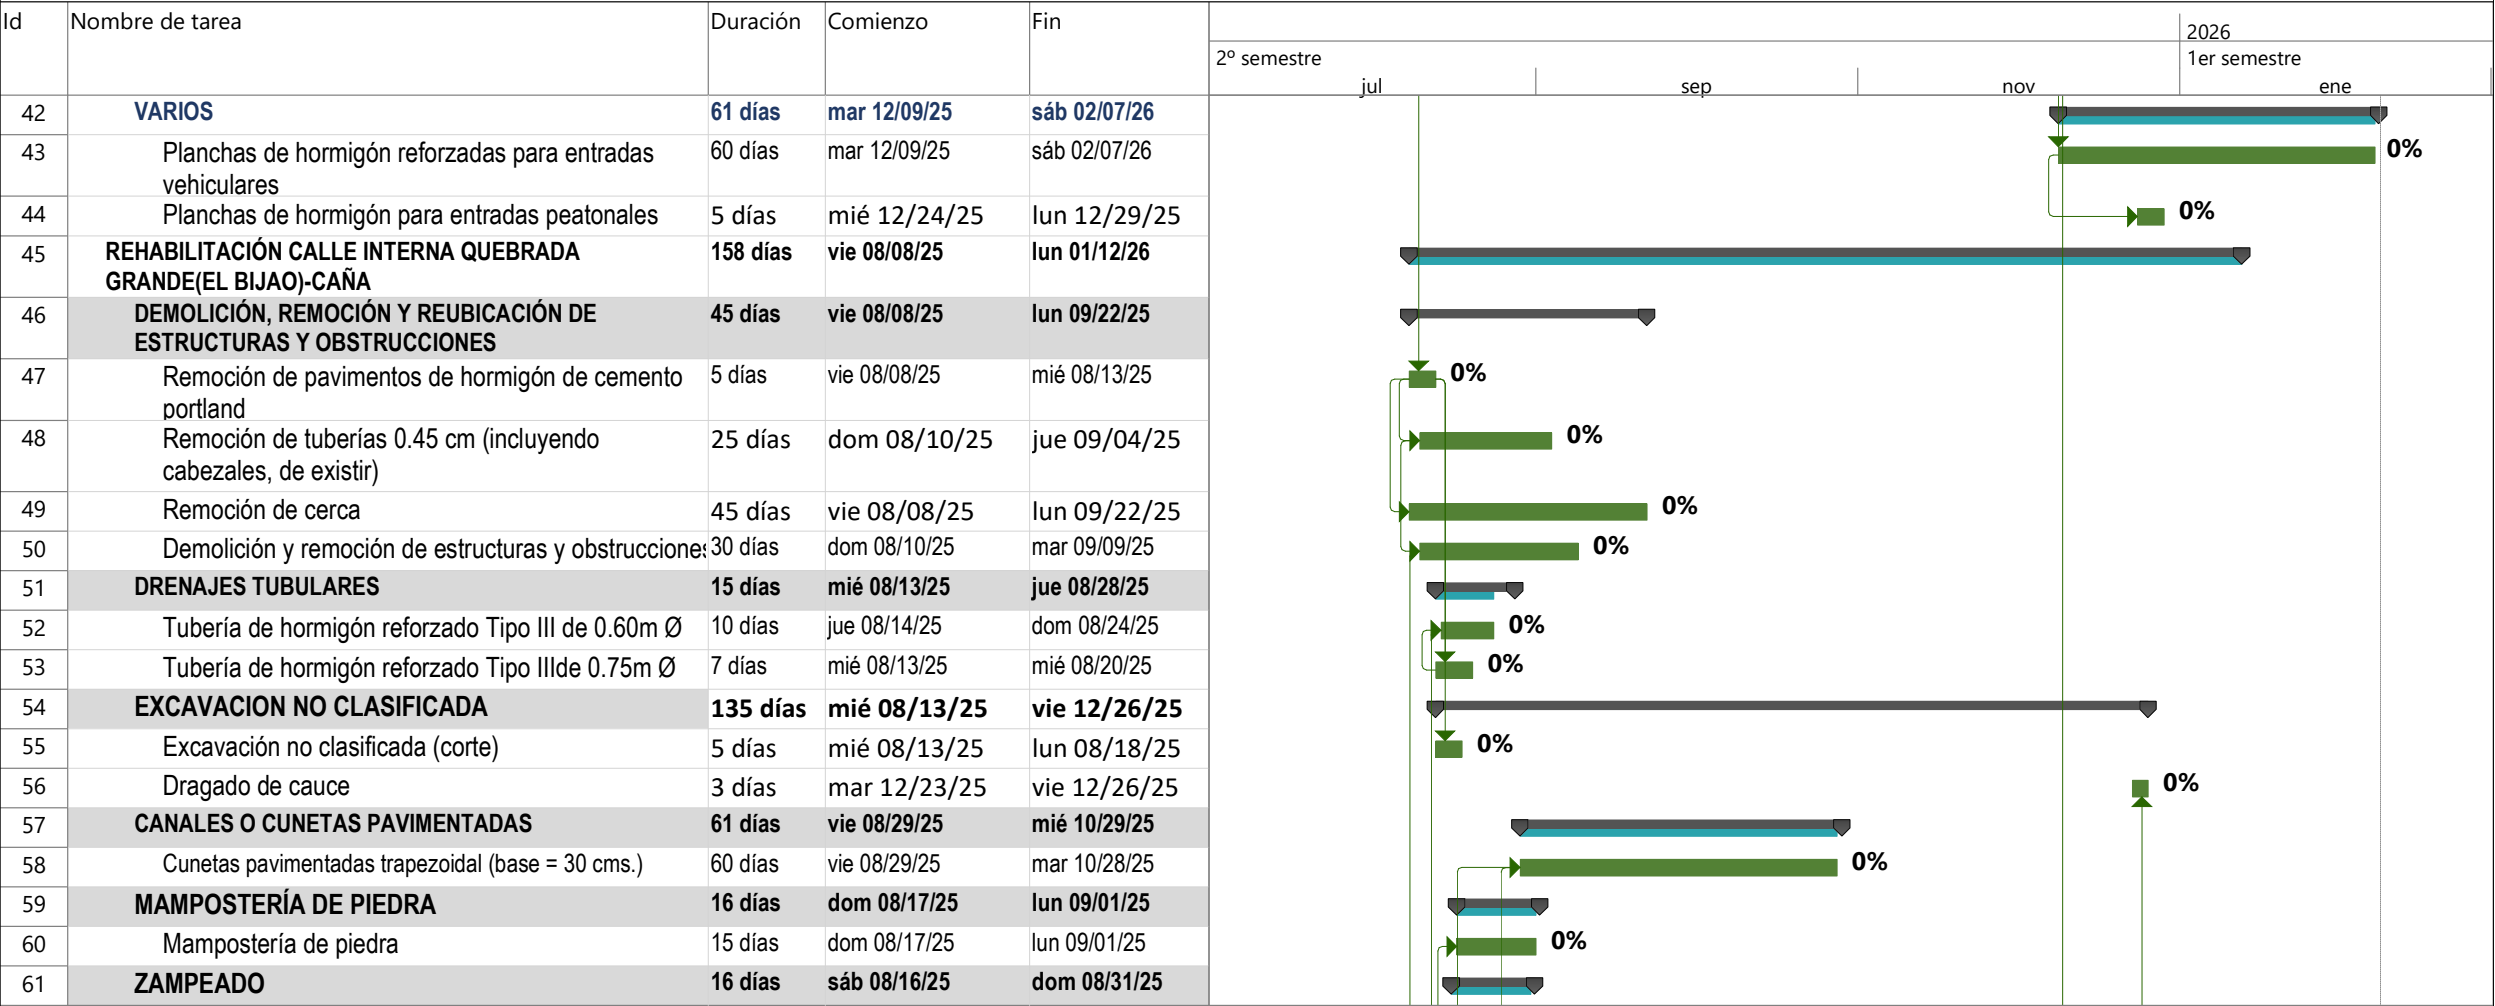 Id Nombre de tarea Duración Comienzo Fin
2026
2º semestre 1er semestre
jul sep nov ene
42 VARIOS 61 días mar 12/09/25 sáb 02/07/26
43 Planchas de hormigón reforzadas para entradas 60 días mar 12/09/25 sáb 02/07/26 0%
vehiculares
44 Planchas de hormigón para entradas peatonales 5 días mié 12/24/25 lun 12/29/25 0%
45 REHABILITACIÓN CALLE INTERNA QUEBRADA 158 días vie 08/08/25 lun 01/12/26
GRANDE(EL BIJAO)-CAÑA
46 DEMOLICIÓN, REMOCIÓN Y REUBICACIÓN DE 45 días vie 08/08/25 lun 09/22/25
ESTRUCTURAS Y OBSTRUCCIONES
47 Remoción de pavimentos de hormigón de cemento 5 días vie 08/08/25 mié 08/13/25 0%
portland
48 Remoción de tuberías 0.45 cm (incluyendo 25 días dom 08/10/25 jue 09/04/25 0%
cabezales, de existir)
49 Remoción de cerca 45 días vie 08/08/25 lun 09/22/25 0%
50 Demolición y remoción de estructuras y obstrucciones 30 días dom 08/10/25 mar 09/09/25 0%
51 DRENAJES TUBULARES 15 días mié 08/13/25 jue 08/28/25
52 Tubería de hormigón reforzado Tipo III de 0.60m Ø 10 días jue 08/14/25 dom 08/24/25 0%
53 Tubería de hormigón reforzado Tipo IIIde 0.75m Ø 7 días mié 08/13/25 mié 08/20/25 0%
54 EXCAVACION NO CLASIFICADA 135 días mié 08/13/25 vie 12/26/25
55 Excavación no clasificada (corte) 5 días mié 08/13/25 lun 08/18/25 0%
56 Dragado de cauce 3 días mar 12/23/25 vie 12/26/25 0%
57 CANALES O CUNETAS PAVIMENTADAS 61 días vie 08/29/25 mié 10/29/25
58 Cunetas pavimentadas trapezoidal (base = 30 cms.) 60 días vie 08/29/25 mar 10/28/25 0%
59 MAMPOSTERÍA DE PIEDRA 16 días dom 08/17/25 lun 09/01/25
60 Mampostería de piedra 15 días dom 08/17/25 lun 09/01/25 0%
61 ZAMPEADO 16 días sáb 08/16/25 dom 08/31/25